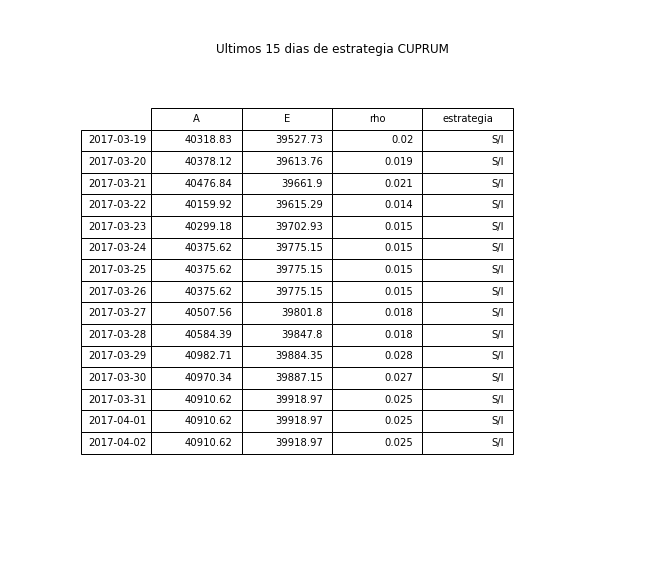 Ultimos 15 dias de estrategia CUPRUM
A E rho estrategia
2017-03-19 40318.83 39527.73 0.02 S/I
2017-03-20 40378.12 39613.76 0.019 S/I
2017-03-21 40476.84 39661.9 0.021 S/I
2017-03-22 40159.92 39615.29 0.014 S/I
2017-03-23 40299.18 39702.93 0.015 S/I
2017-03-24 40375.62 39775.15 0.015 S/I
2017-03-25 40375.62 39775.15 0.015 S/I
2017-03-26 40375.62 39775.15 0.015 S/I
2017-03-27 40507.56 39801.8 0.018 S/I
2017-03-28 40584.39 39847.8 0.018 S/I
2017-03-29 40982.71 39884.35 0.028 S/I
2017-03-30 40970.34 39887.15 0.027 S/I
2017-03-31 40910.62 39918.97 0.025 S/I
2017-04-01 40910.62 39918.97 0.025 S/I
2017-04-02 40910.62 39918.97 0.025 S/I